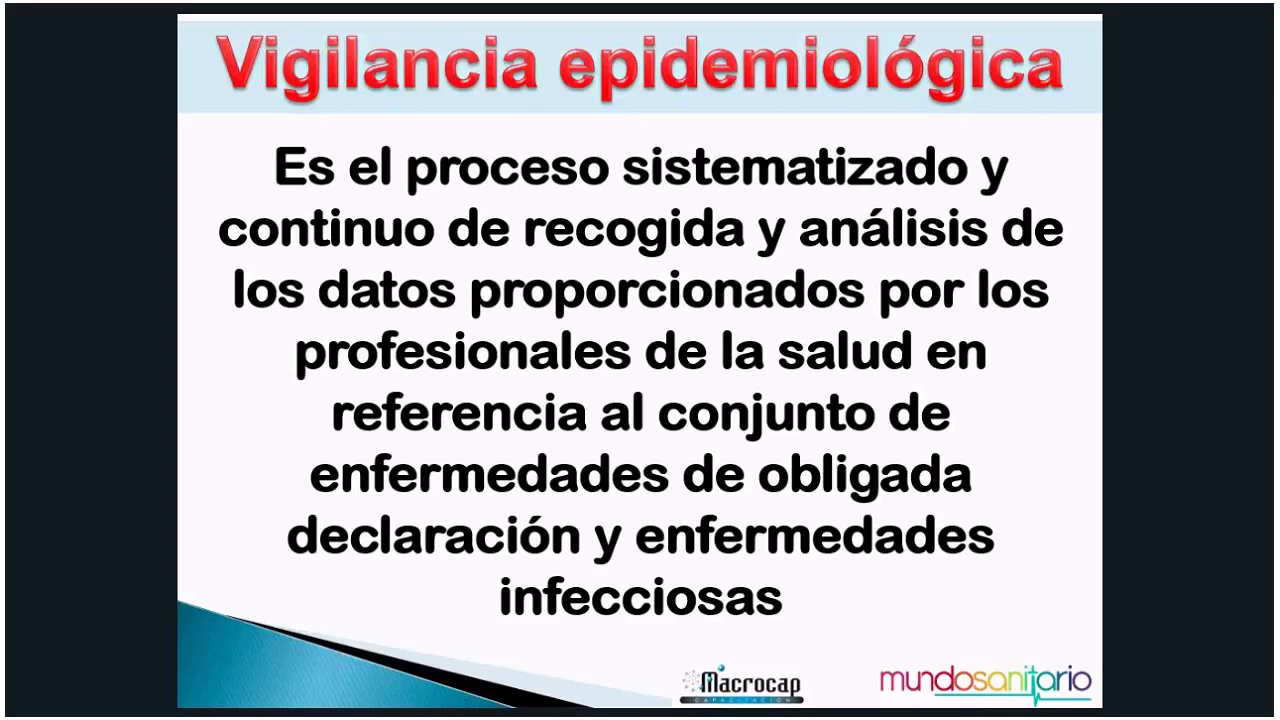 Vigilancia epidemiológica
Es el proceso sistematizado y
continuo de recogida y análisis de
los datos proporcionados por los
profesionales de la salud en
referencia al conjunto de
enfermedades de obligada
declaración y enfermedades
infecciosas
Macrocap
CAPACITACIÓN
mundosanitario